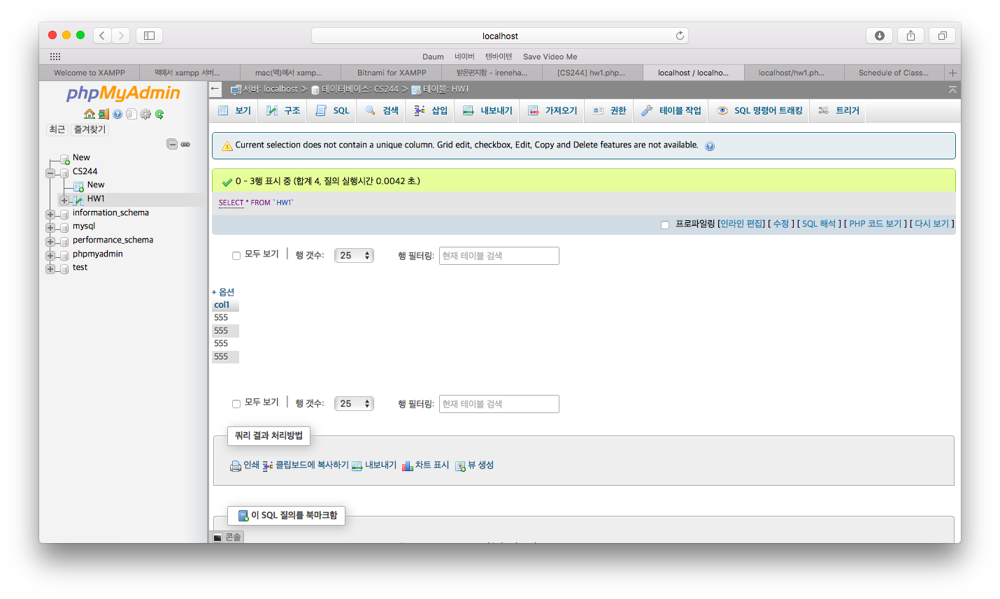 localhost
Daum 네이버 텐바이텐 Save Video Me
Welcome to XAMPP 맥에서 xampp 서버... mac(맥)에서 xamp... Bitnami for XAMPP 받은편지함 - ireneha... [CS244] hw1.php... localhost / localho... localhost/hw1.ph... Schedule of Class...
phpMyAdmin
최근 즐겨찾기
New
CS244
New
HW1
information_schema
mysql
performance_schema
phpmyadmin
test
서버: localhost » 데이터베이스: CS244 » 테이블: HW1
보기 구조 SQL 검색 삽입 내보내기 가져오기 권한 테이블 작업 SQL 명령어 트래킹 트리거
Current selection does not contain a unique column. Grid edit, checkbox, Edit, Copy and Delete features are not available.
0 - 3행 표시 중 (합계 4, 질의 실행시간 0.0042 초.)
SELECT * FROM `HW1`
프로파일링 [인라인 편집] [ 수정 ] [ SQL 해석 ] [ PHP 코드 보기 ] [ 다시 보기 ]
모두 보기 | 행 갯수: 25 행 필터링: 현재 테이블 검색
+ 옵션
col1
555
555
555
555
모두 보기 | 행 갯수: 25 행 필터링: 현재 테이블 검색
쿼리 결과 처리방법
인쇄 클립보드에 복사하기 내보내기 차트 표시 뷰 생성
이 SQL 질의를 북마크함
콘솔